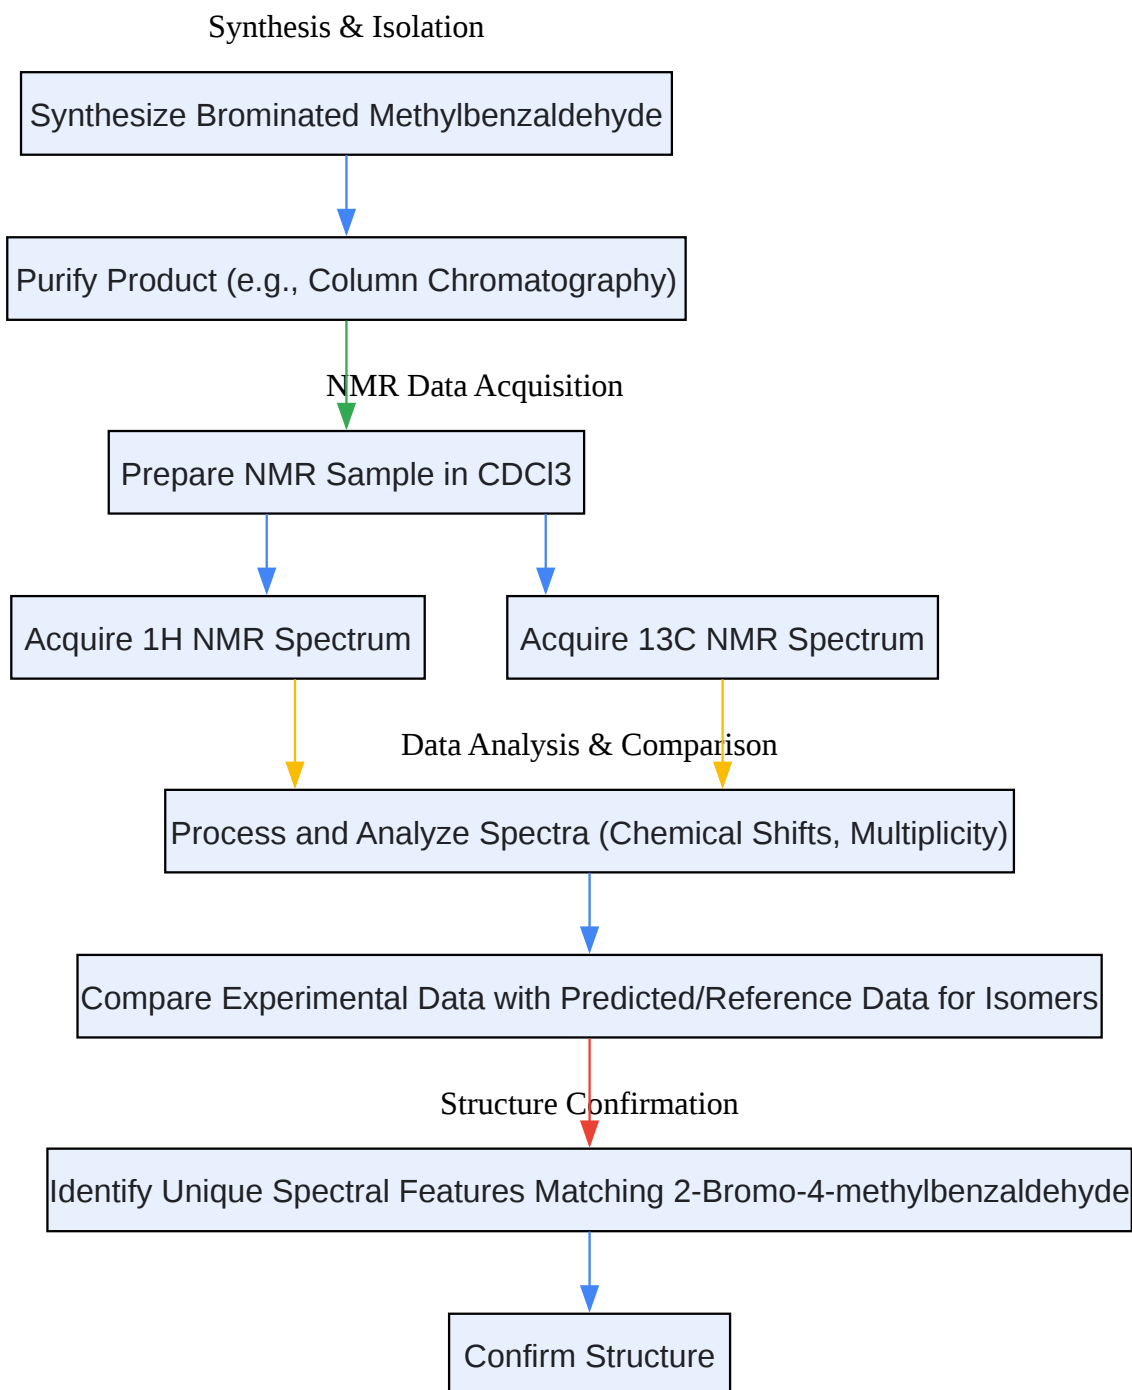 Synthesis & Isolation
Synthesize Brominated Methylbenzaldehyde
Purify Product (e.g., Column Chromatography)
NMR Data Acquisition
Prepare NMR Sample in CDCl3
Acquire 1H NMR Spectrum
Acquire 13C NMR Spectrum
Data Analysis & Comparison
Process and Analyze Spectra (Chemical Shifts, Multiplicity)
Compare Experimental Data with Predicted/Reference Data for Isomers
Structure Confirmation
Identify Unique Spectral Features Matching 2-Bromo-4-methylbenzaldehyde
Confirm Structure